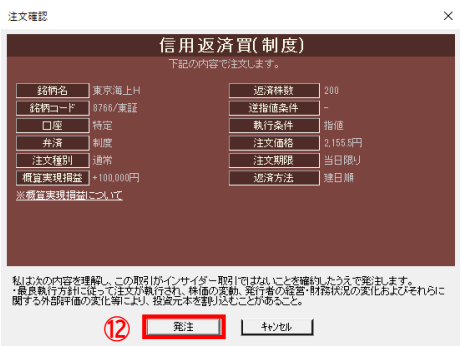 注文確認
信用返済買(制度)
下記の内容で注文します。
銘柄名 東京海上H 返済株数 200
銘柄コード 8766/東証 逆指値条件 -
口座 特定 執行条件 指値
弁済 制度 注文価格 2,155.5円
注文種別 通常 注文期限 当日限り
概算実現損益 +100,000円 返済方法 建日順
※概算実現損益について
私は次の内容を理解し、この取引がインサイダー取引ではないことを確約したうえで発注します。
・最良執行方針に従って注文が執行され、株価の変動、発行者の経営・財務状況の変化およびそれらに
関する外部評価の変化等により、投資元本を割り込むことがあること。
⑫ 発注 キャンセル